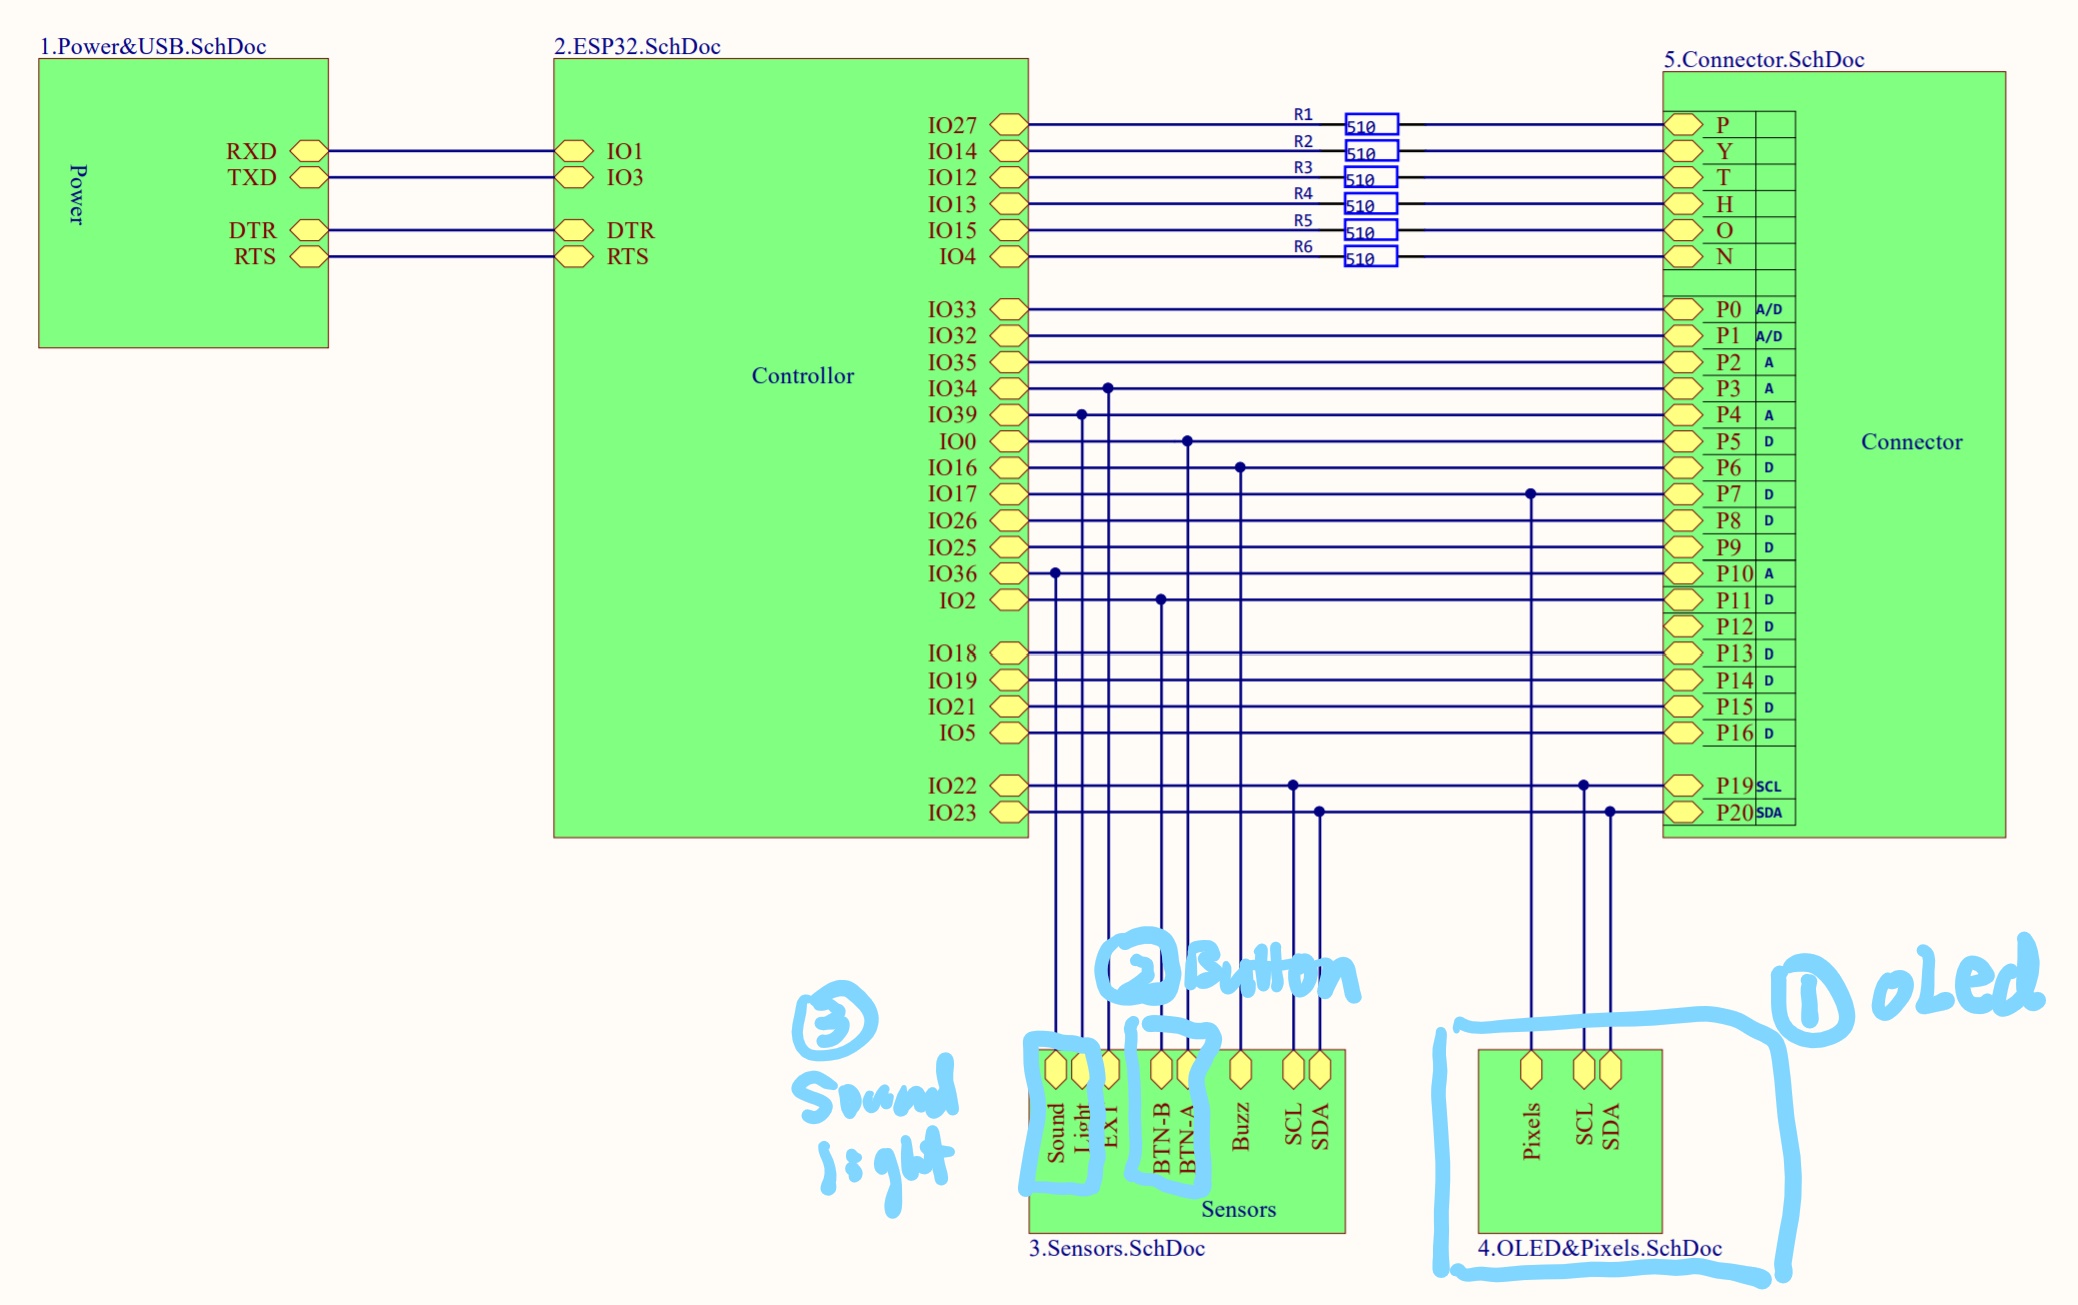 1.Power&USB.SchDoc
Power
RXD
TXD
DTR
RTS
2.ESP32.SchDoc
IO1
IO3
DTR
RTS
Controllor
IO27
IO14
IO12
IO13
IO15
IO4
IO33
IO32
IO35
IO34
IO39
IO0
IO16
IO17
IO26
IO25
IO36
IO2
IO18
IO19
IO21
IO5
IO22
IO23
R1 510
R2 510
R3 510
R4 510
R5 510
R6 510
5.Connector.SchDoc
P
Y
T
H
O
N
P0 A/D
P1 A/D
P2 A
P3 A
P4 A
P5 D
P6 D
P7 D
P8 D
P9 D
P10 A
P11 D
P12 D
P13 D
P14 D
P15 D
P16 D
P19 SCL
P20 SDA
Connector
③
Sound
light
② Button
① OLed
Sound
Light
EXT
BTN-B
BTN-A
Buzz
SCL
SDA
Sensors
3.Sensors.SchDoc
Pixels
SCL
SDA
4.OLED&Pixels.SchDoc